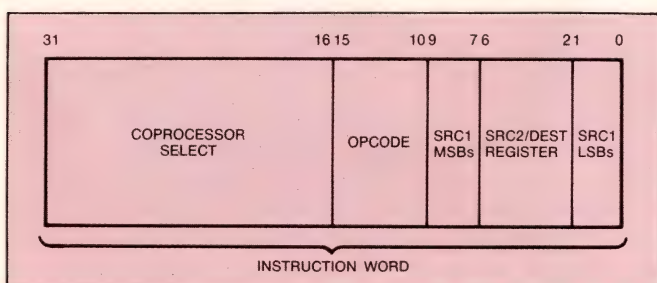 31 16 15 10 9 7 6 2 1 0
COPROCESSOR
SELECT
OPCODE
SRC1
MSBs
SRC2/DEST
REGISTER
SRC1
LSBs
INSTRUCTION WORD